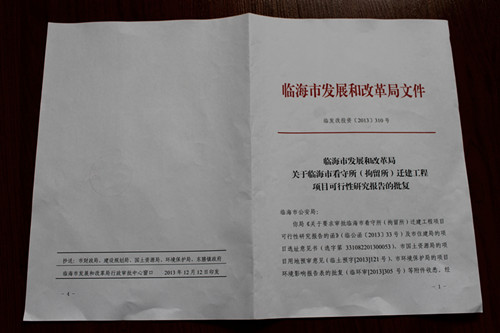 临海市发展和改革局文件
临发改投资〔2013〕310号
临海市发展和改革局
关于临海市看守所（拘留所）迁建工程
项目可行性研究报告的批复
临海市公安局：
你局《关于要求审批临海市看守所（拘留所）迁建工程项目
可行性研究报告的函》（临公函〔2013〕33号）及市住建局的项
目选址意见书（选字第331082201300053）、市国土资源局的项
目用地预审意见（临土预字[2013]121号）、市环境保护局的项目
环境影响报告类的批复（临环审[2013]305号）等附件收悉。经
- 1 -
抄送：市财政局、建设规划局、国土资源局、环境保护局、东塍镇政府
临海市发展和改革局行政审批中心窗口 2013年12月12日印发
- 4 -